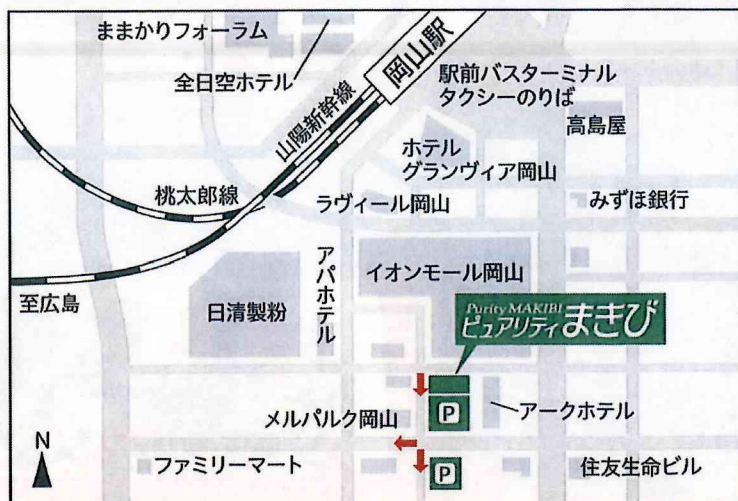 ままかりフォーラム
全日空ホテル
岡山駅
山陽新幹線
駅前バスターミナル
タクシーのりば
高島屋
ホテル
グランヴィア岡山
桃太郎線
ラヴィール岡山
みずほ銀行
至広島
日清製粉
アパホテル
イオンモール岡山
Purity MAKIBI
ピュアリティまきび
P
メルパルク岡山
アークホテル
N
ファミリーマート
P
住友生命ビル